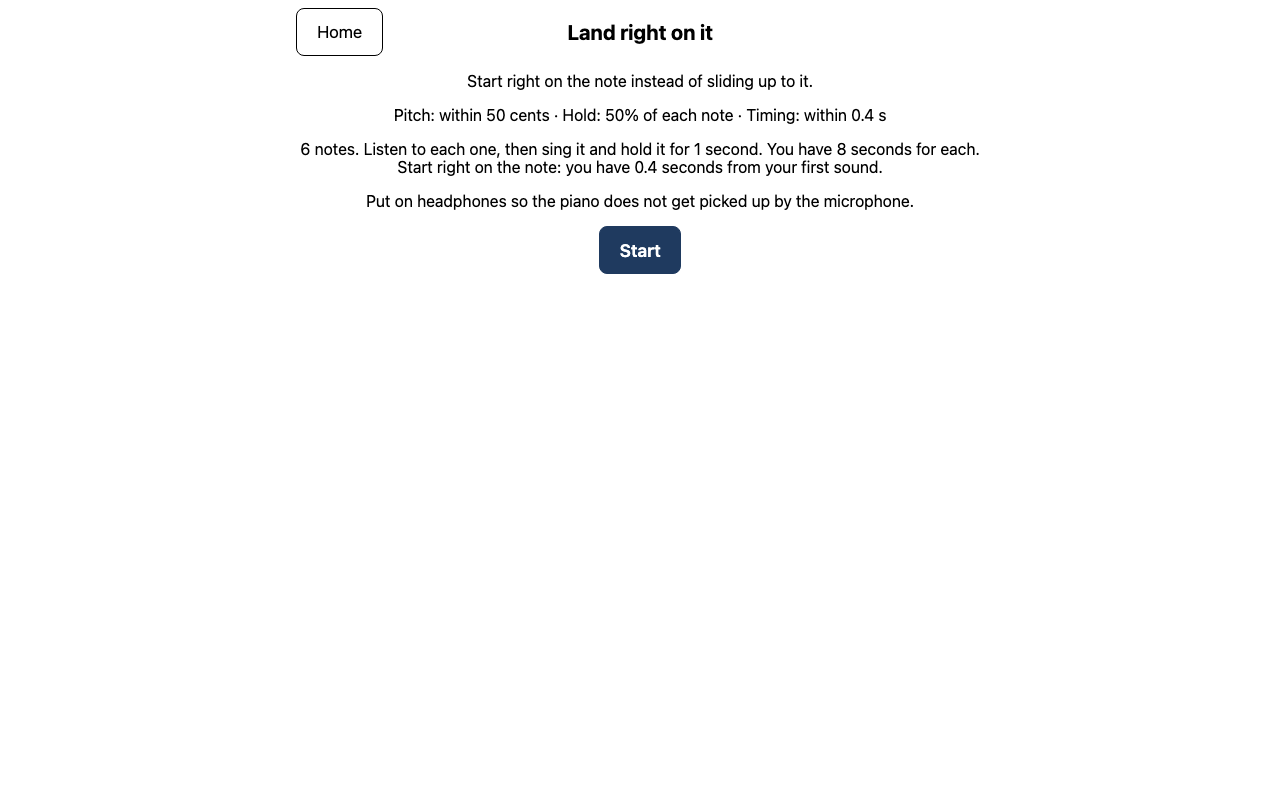 Home
Land right on it
Start right on the note instead of sliding up to it.
Pitch: within 50 cents · Hold: 50% of each note · Timing: within 0.4 s
6 notes. Listen to each one, then sing it and hold it for 1 second. You have 8 seconds for each.
Start right on the note: you have 0.4 seconds from your first sound.
Put on headphones so the piano does not get picked up by the microphone.
Start